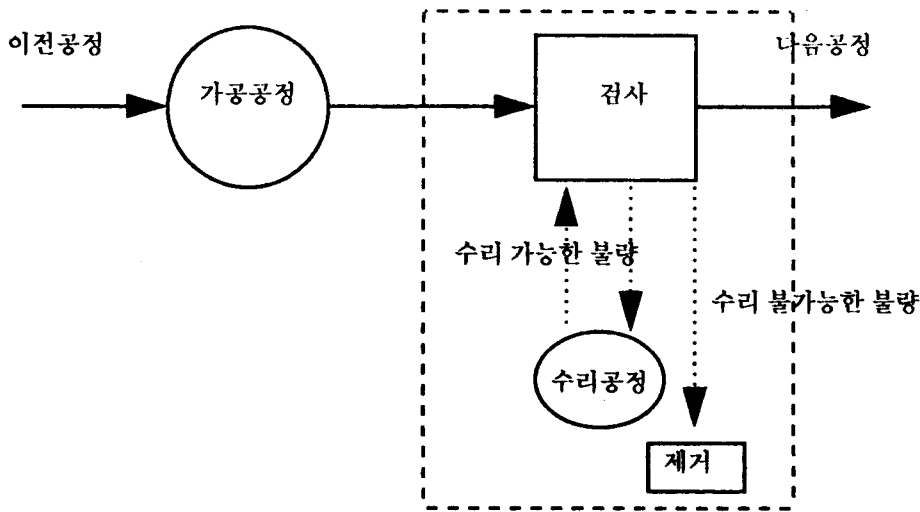 이전공정
가공공정
검사
다음공정
수리 가능한 불량
수리 불가능한 불량
수리공정
제거